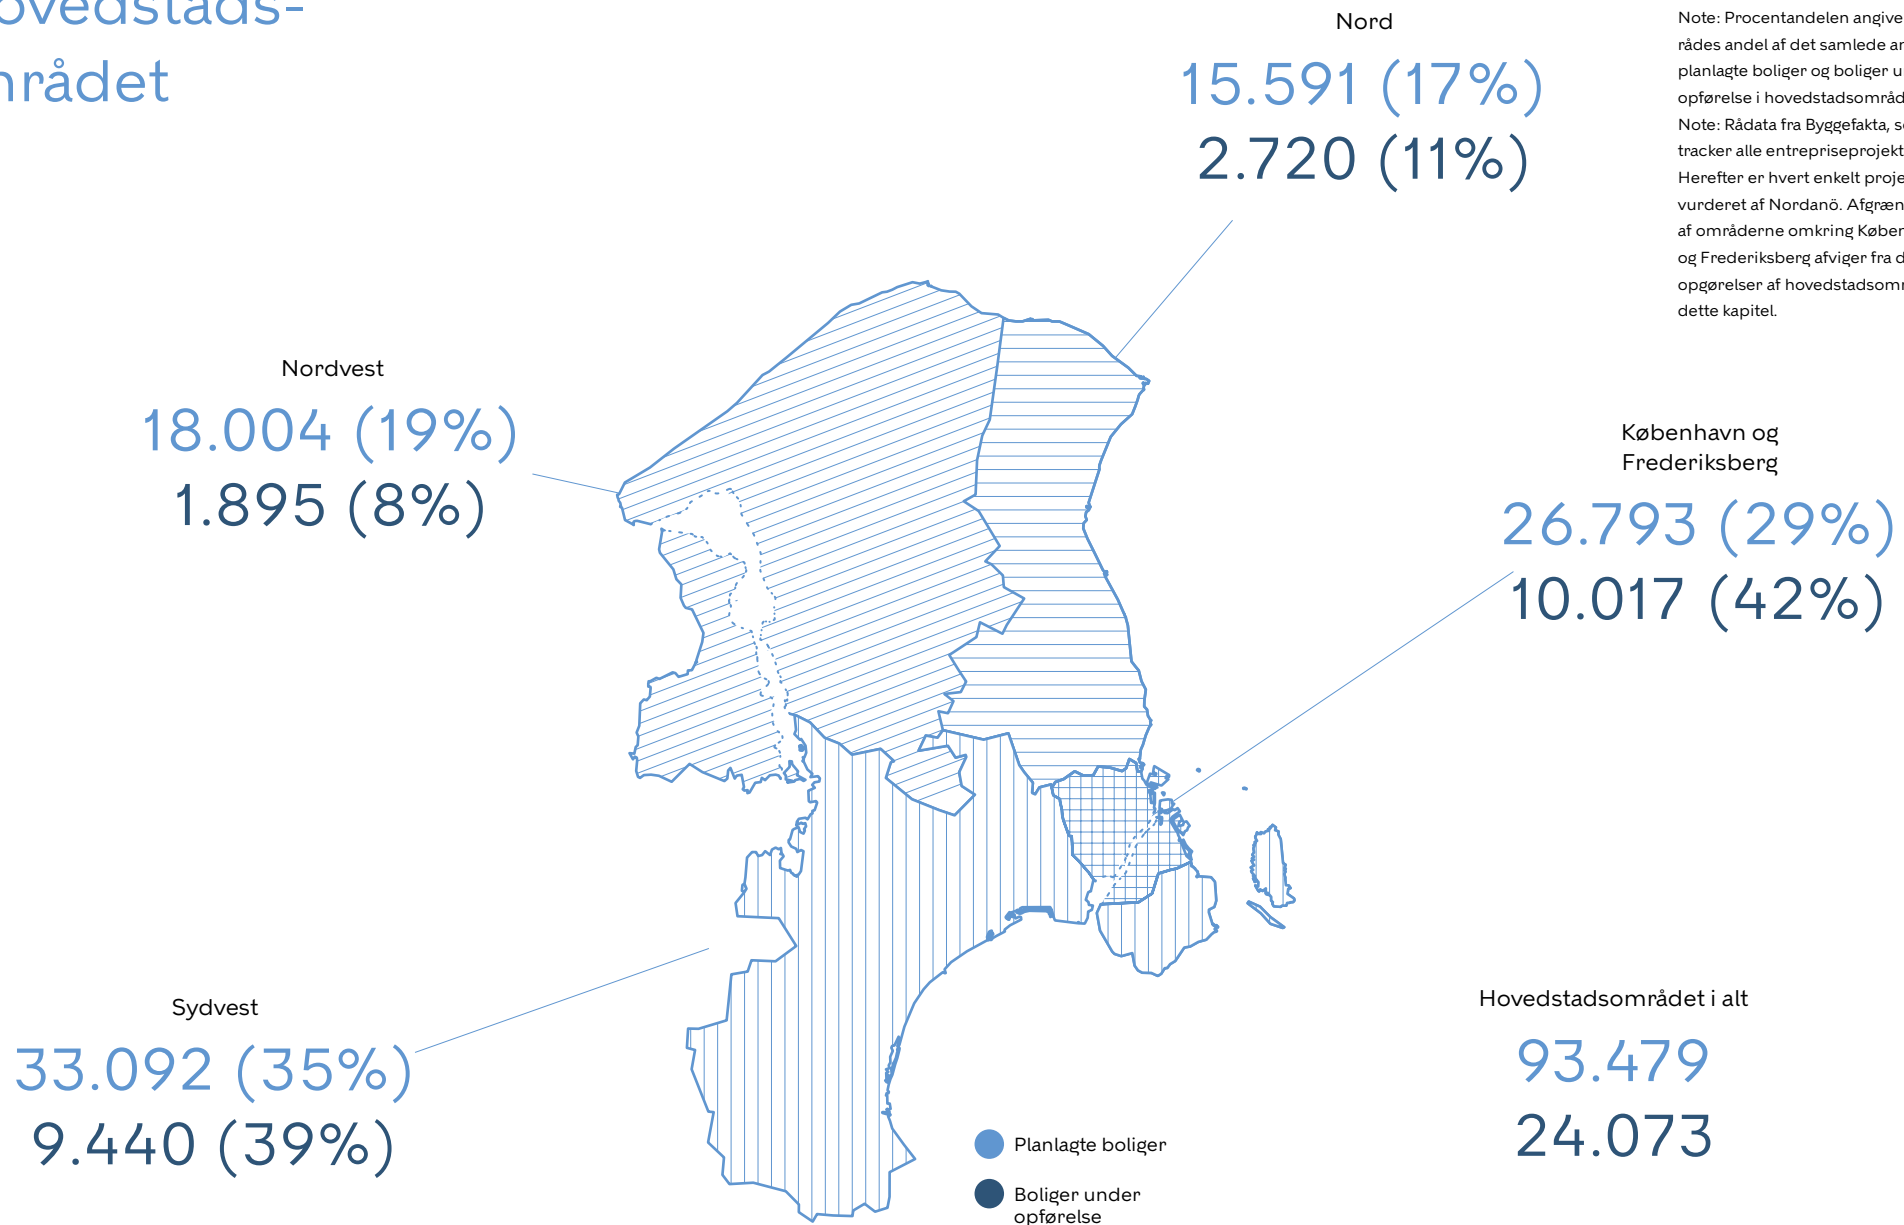 ovedstads-
rådet
Nord
15.591 (17%)
2.720 (11%)
Note: Procentandelen angive
rådes andel af det samlede
planlagte boliger og boliger
opførelse i hovedstadsområd
Note: Rådata fra Byggefakta,
tracker alle entrepriseprojekt
Herefter er hvert enkelt proje
vurderet af Nordanö. Afgræn
af områderne omkring Køben
og Frederiksberg afviger fra
opgørelser af hovedstadsom
dette kapitel.
Nordvest
18.004 (19%)
1.895 (8%)
København og
Frederiksberg
26.793 (29%)
10.017 (42%)
Sydvest
33.092 (35%)
9.440 (39%)
Hovedstadsområdet i alt
93.479
24.073
Planlagte boliger
Boliger under
opførelse